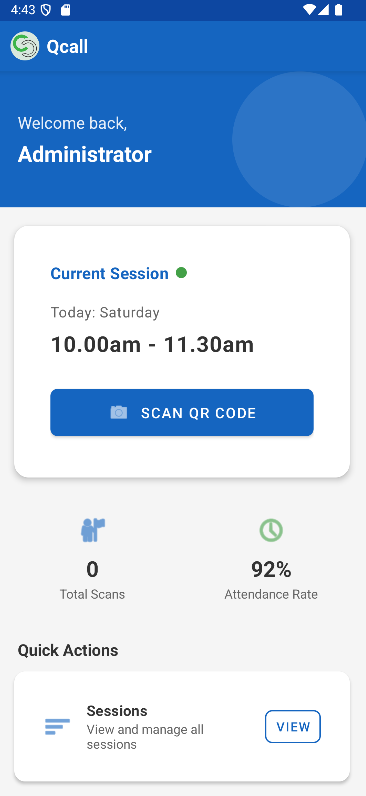 4:43
Qcall
Welcome back,
Administrator
Current Session
Today: Saturday
10.00am - 11.30am
SCAN QR CODE
0
Total Scans
92%
Attendance Rate
Quick Actions
Sessions
View and manage all
sessions
VIEW